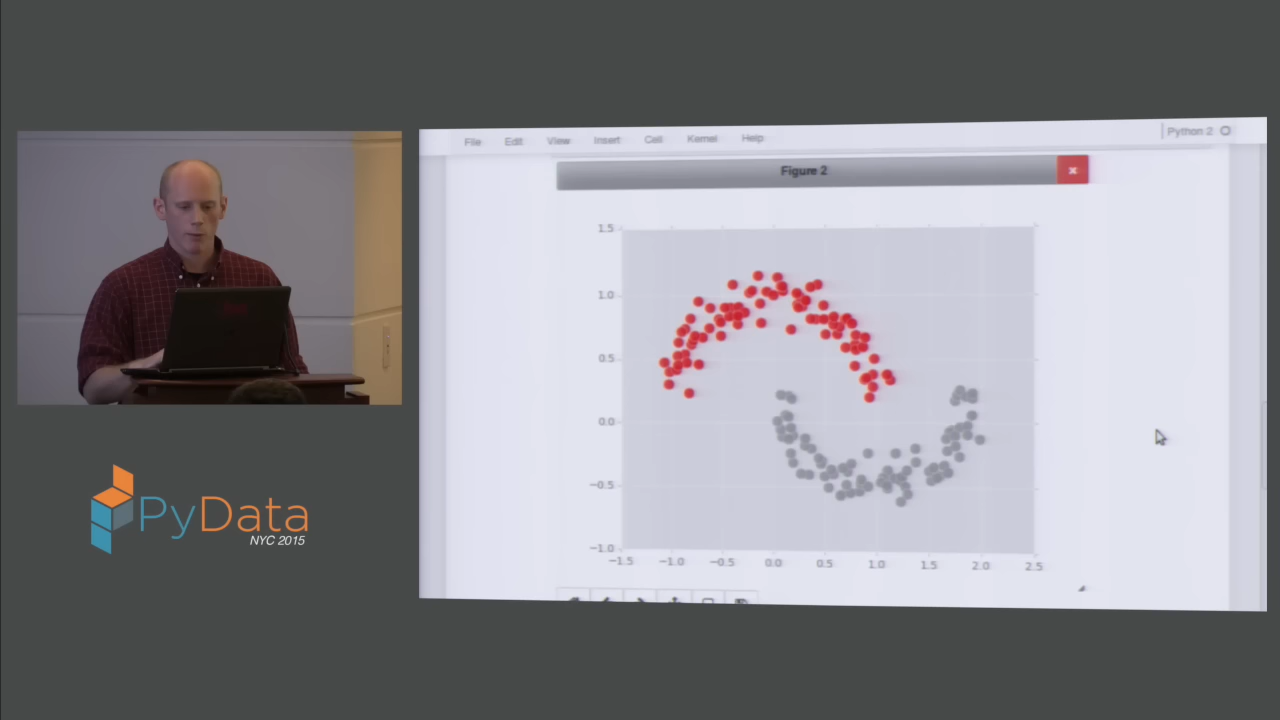 File Edit View Insert Cell Kernel Help
Python 2
Figure 2
1.5
1.0
0.5
0.0
−0.5
−1.0
−1.5 −1.0 −0.5 0.0 0.5 1.0 1.5 2.0 2.5
PyData
NYC 2015